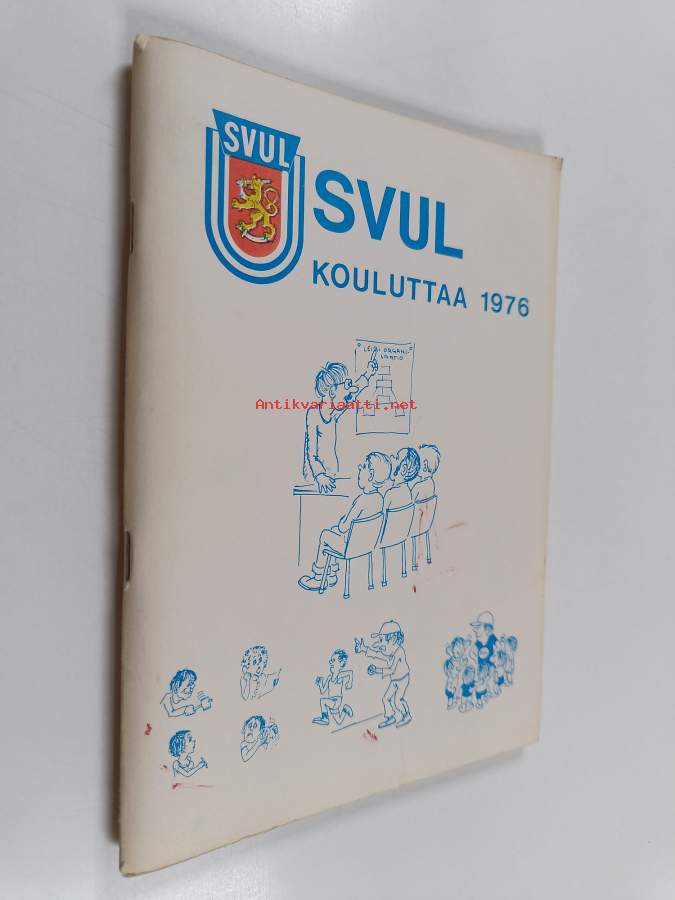 SVUL
SVUL
KOULUTTAA 1976
Antikvariaatti.net